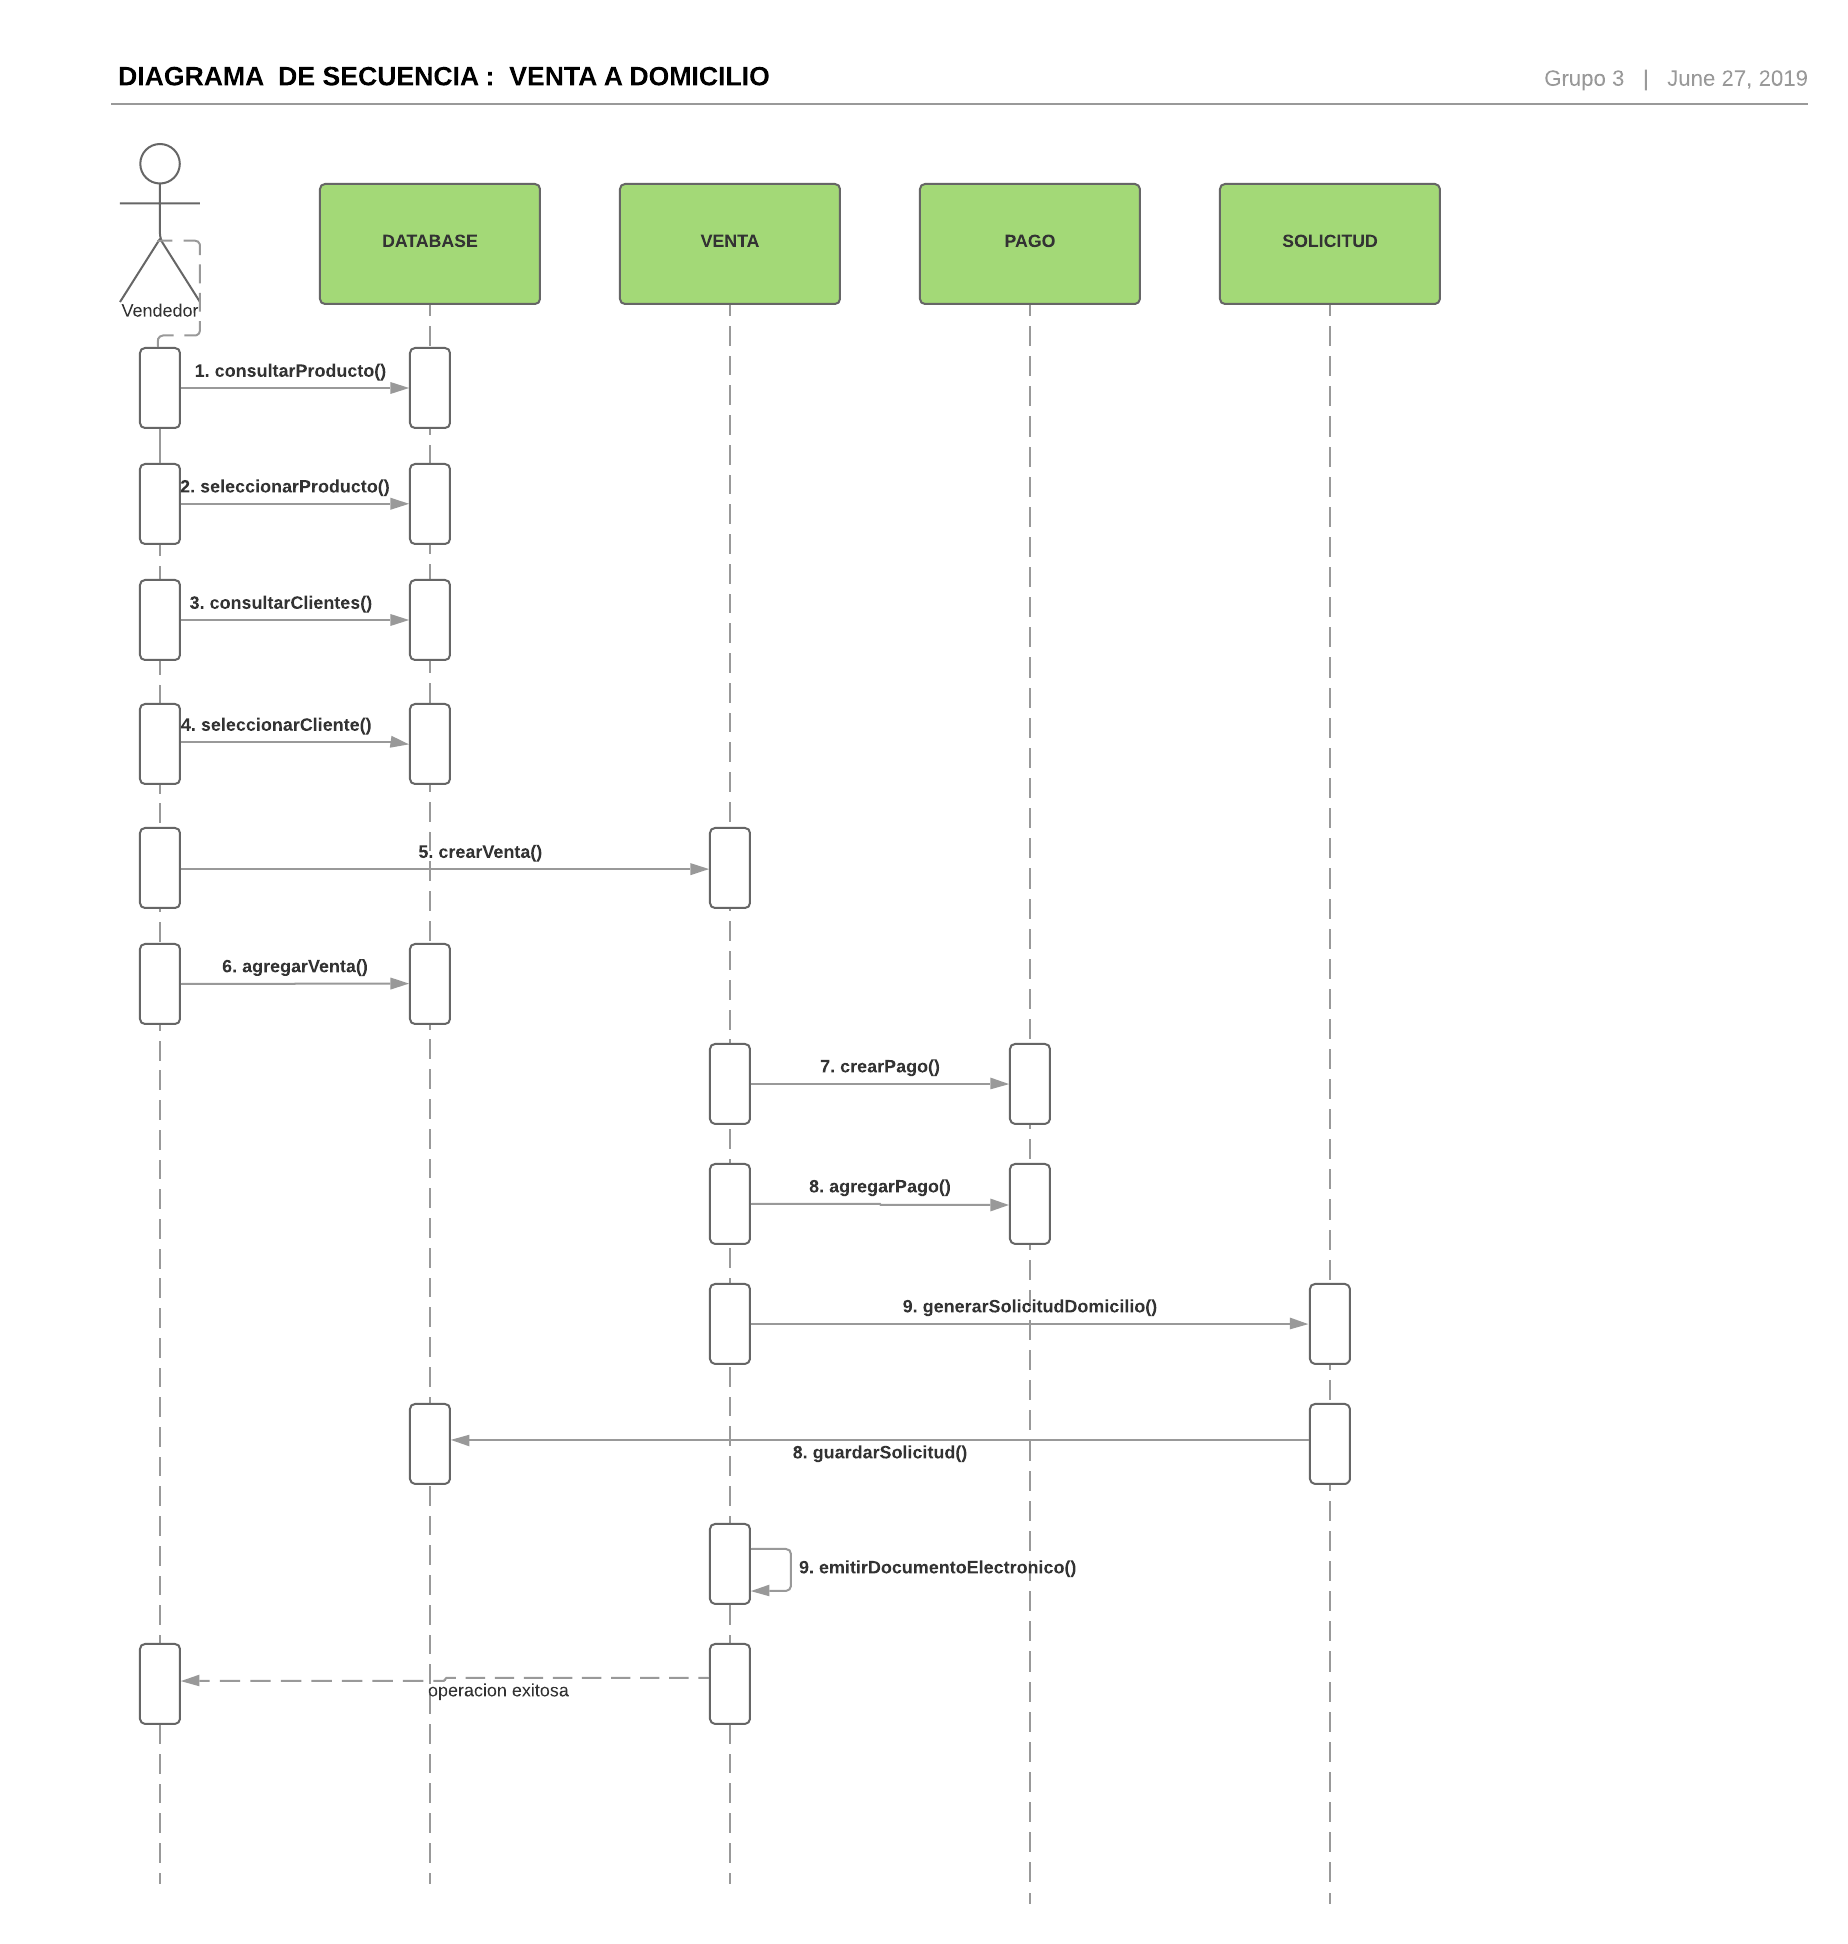 DIAGRAMA DE SECUENCIA : VENTA A DOMICILIO
Grupo 3 | June 27, 2019
DATABASE
VENTA
PAGO
SOLICITUD
Vendedor
1. consultarProducto()
2. seleccionarProducto()
3. consultarClientes()
4. seleccionarCliente()
5. crearVenta()
6. agregarVenta()
7. crearPago()
8. agregarPago()
9. generarSolicitudDomicilio()
8. guardarSolicitud()
9. emitirDocumentoElectronico()
operacion exitosa